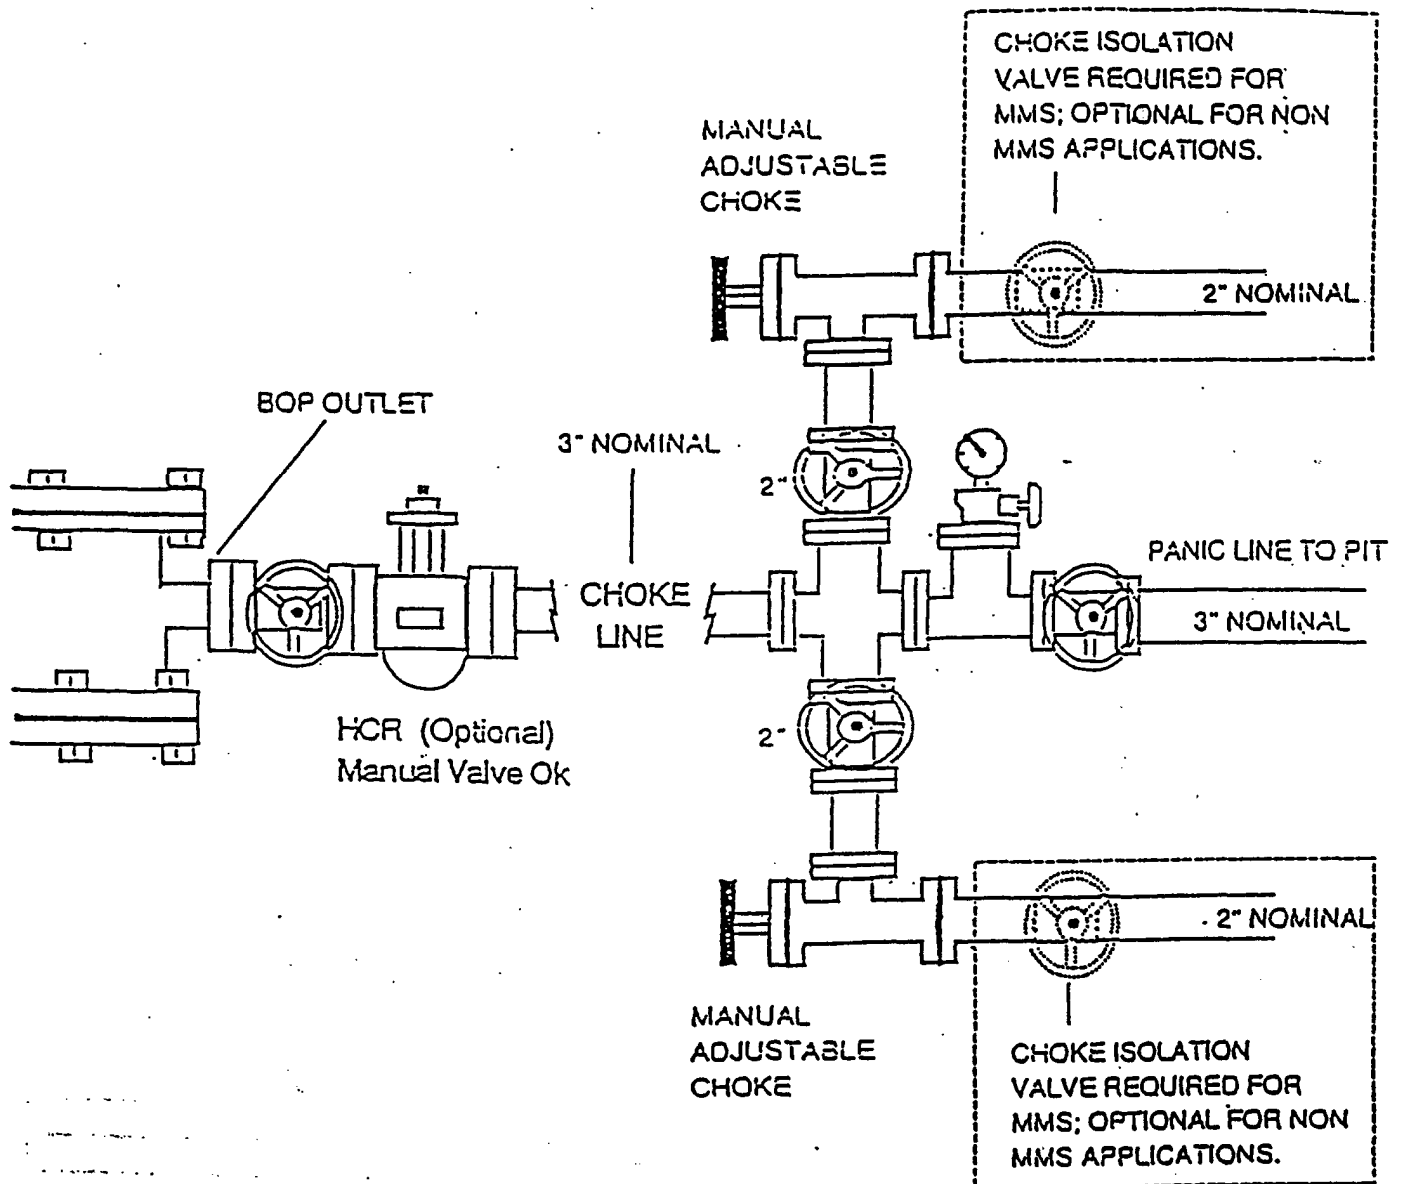 CHOKE ISOLATION
VALVE REQUIRED FOR
MMS; OPTIONAL FOR NON
MMS APPLICATIONS.
MANUAL
ADJUSTABLE
CHOKE
2" NOMINAL
BOP OUTLET
3" NOMINAL
2"
PANIC LINE TO PIT
CHOKE
LINE
3" NOMINAL
HCR (Optional)
Manual Valve Ok
2"
2" NOMINAL
MANUAL
ADJUSTABLE
CHOKE
CHOKE ISOLATION
VALVE REQUIRED FOR
MMS; OPTIONAL FOR NON
MMS APPLICATIONS.